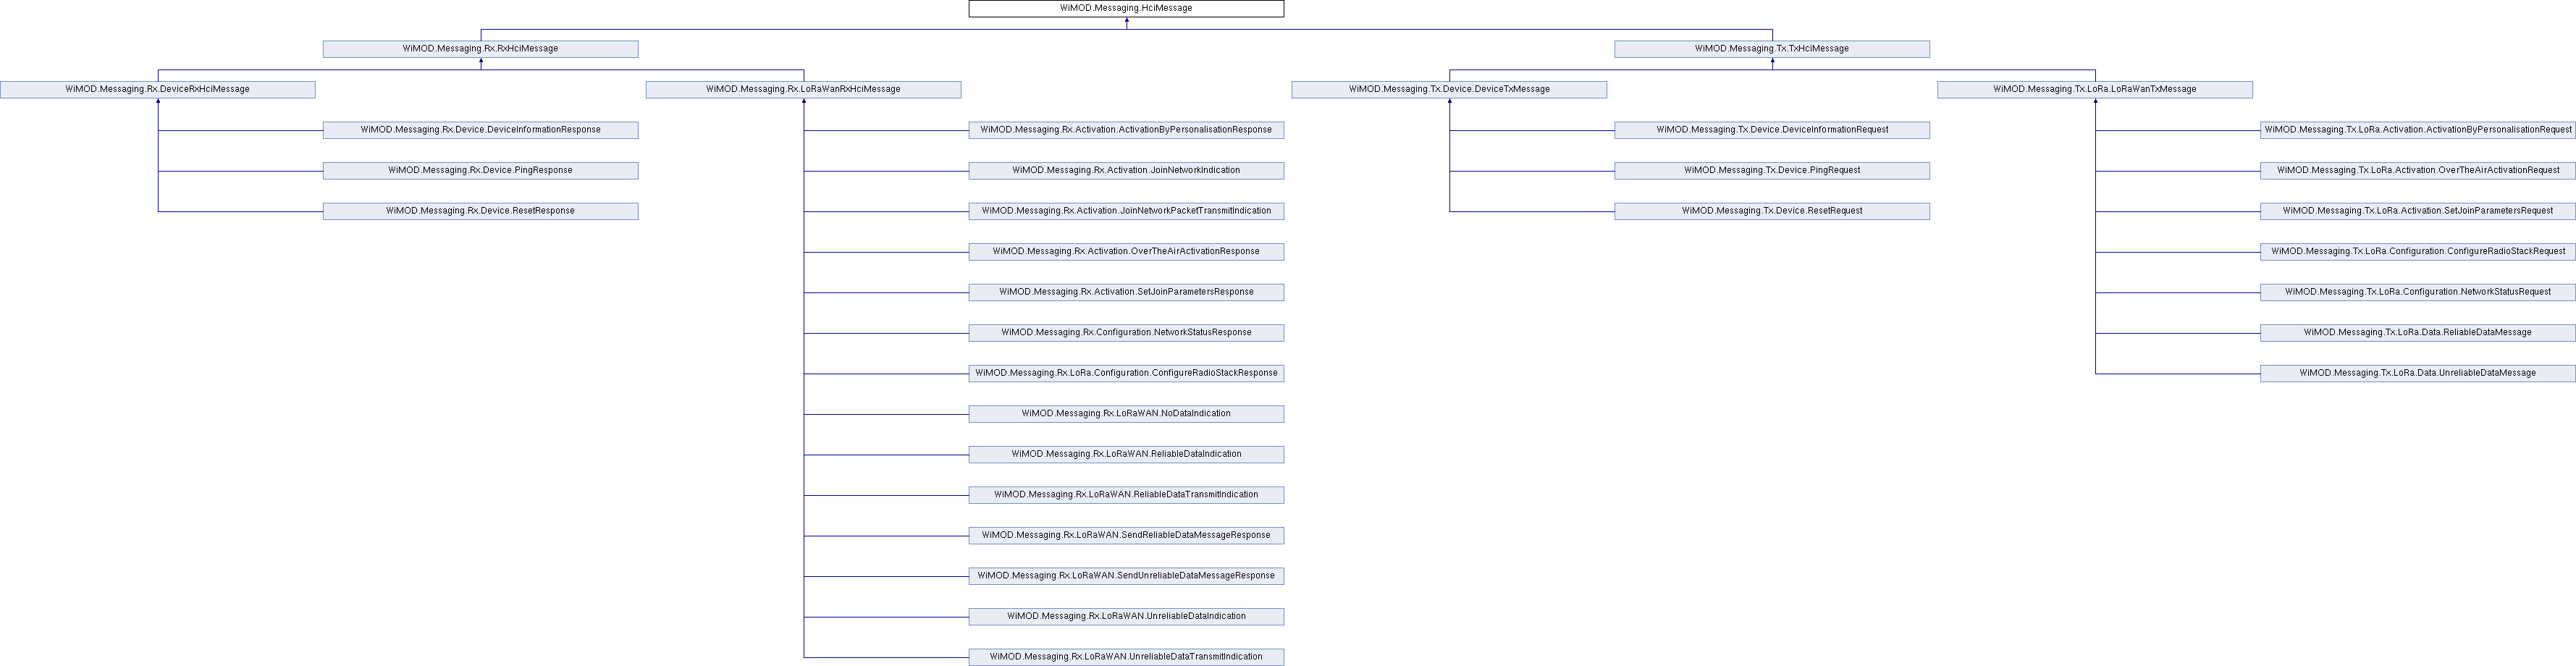 WiMOD.Messaging.HciMessage
WiMOD.Messaging.Rx.RxHciMessage
WiMOD.Messaging.Tx.TxHciMessage
WiMOD.Messaging.Rx.DeviceRxHciMessage
WiMOD.Messaging.Rx.LoRaWanRxHciMessage
WiMOD.Messaging.Tx.Device.DeviceTxMessage
WiMOD.Messaging.Tx.LoRa.LoRaWanTxMessage
WiMOD.Messaging.Rx.Device.DeviceInformationResponse
WiMOD.Messaging.Rx.Activation.ActivationByPersonalisationResponse
WiMOD.Messaging.Tx.Device.DeviceInformationRequest
WiMOD.Messaging.Tx.LoRa.Activation.ActivationByPersonalisationRequest
WiMOD.Messaging.Rx.Device.PingResponse
WiMOD.Messaging.Rx.Activation.JoinNetworkIndication
WiMOD.Messaging.Tx.Device.PingRequest
WiMOD.Messaging.Tx.LoRa.Activation.OverTheAirActivationRequest
WiMOD.Messaging.Rx.Device.ResetResponse
WiMOD.Messaging.Rx.Activation.JoinNetworkPacketTransmitIndication
WiMOD.Messaging.Tx.Device.ResetRequest
WiMOD.Messaging.Tx.LoRa.Activation.SetJoinParametersRequest
WiMOD.Messaging.Rx.Activation.OverTheAirActivationResponse
WiMOD.Messaging.Tx.LoRa.Configuration.ConfigureRadioStackRequest
WiMOD.Messaging.Rx.Activation.SetJoinParametersResponse
WiMOD.Messaging.Tx.LoRa.Configuration.NetworkStatusRequest
WiMOD.Messaging.Rx.Configuration.NetworkStatusResponse
WiMOD.Messaging.Tx.LoRa.Data.ReliableDataMessage
WiMOD.Messaging.Rx.LoRa.Configuration.ConfigureRadioStackResponse
WiMOD.Messaging.Tx.LoRa.Data.UnreliableDataMessage
WiMOD.Messaging.Rx.LoRaWAN.NoDataIndication
WiMOD.Messaging.Rx.LoRaWAN.ReliableDataIndication
WiMOD.Messaging.Rx.LoRaWAN.ReliableDataTransmitIndication
WiMOD.Messaging.Rx.LoRaWAN.SendReliableDataMessageResponse
WiMOD.Messaging.Rx.LoRaWAN.SendUnreliableDataMessageResponse
WiMOD.Messaging.Rx.LoRaWAN.UnreliableDataIndication
WiMOD.Messaging.Rx.LoRaWAN.UnreliableDataTransmitIndication